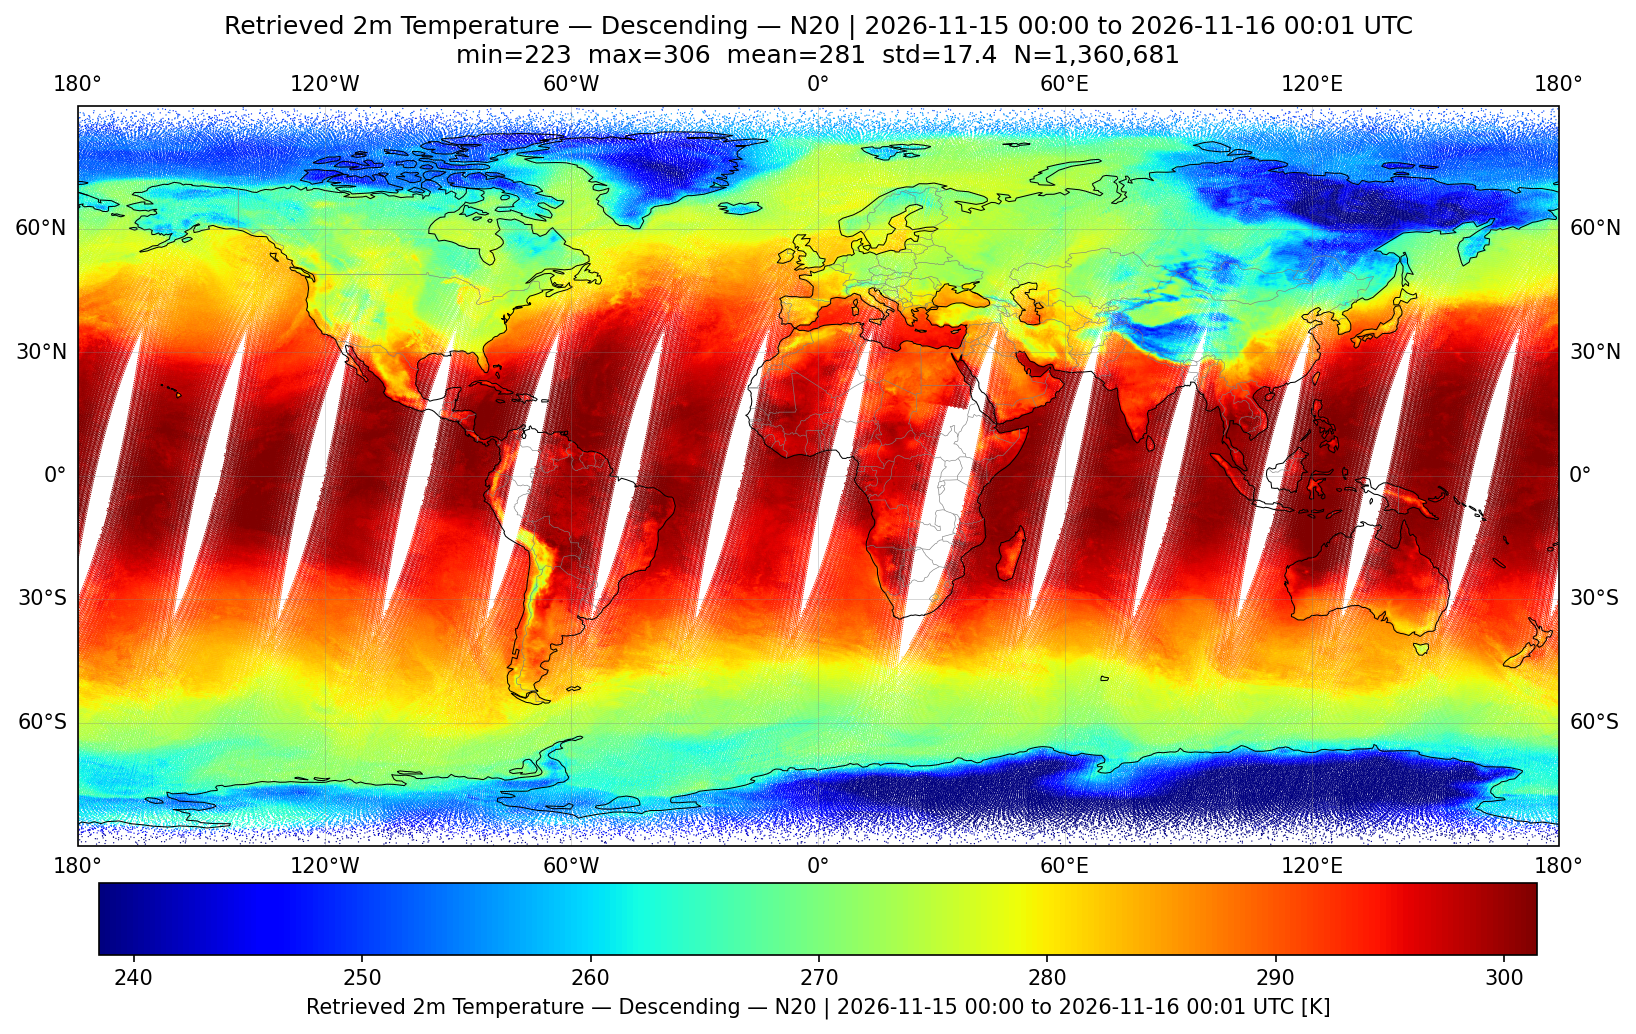 Retrieved 2m Temperature — Descending — N20 | 2026-11-15 00:00 to 2026-11-16 00:01 UTC
min=223  max=306  mean=281  std=17.4  N=1,360,681
180° 120°W 60°W 0° 60°E 120°E 180°
60°N 60°N
30°N 30°N
0° 0°
30°S 30°S
60°S 60°S
180° 120°W 60°W 0° 60°E 120°E 180°
240 250 260 270 280 290 300
Retrieved 2m Temperature — Descending — N20 | 2026-11-15 00:00 to 2026-11-16 00:01 UTC [K]